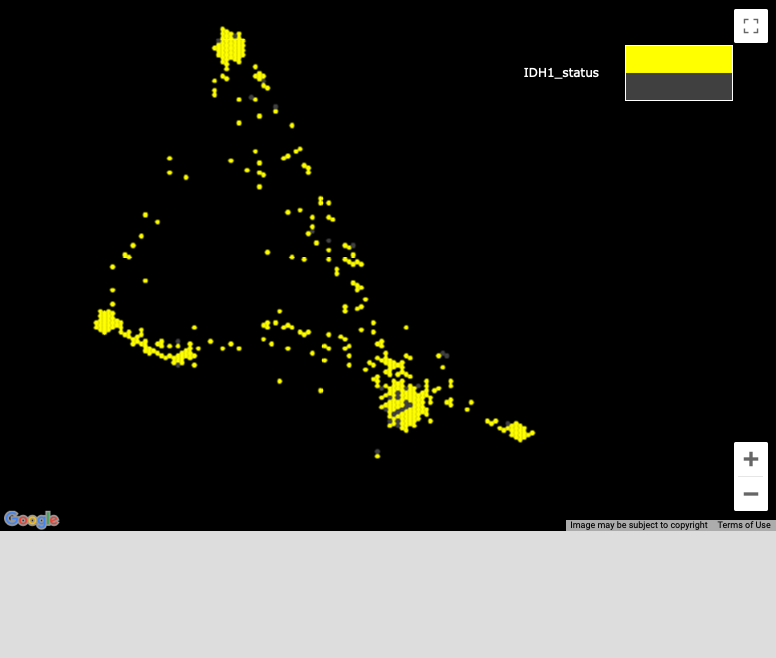 IDH1_status
Google
Image may be subject to copyright Terms of Use